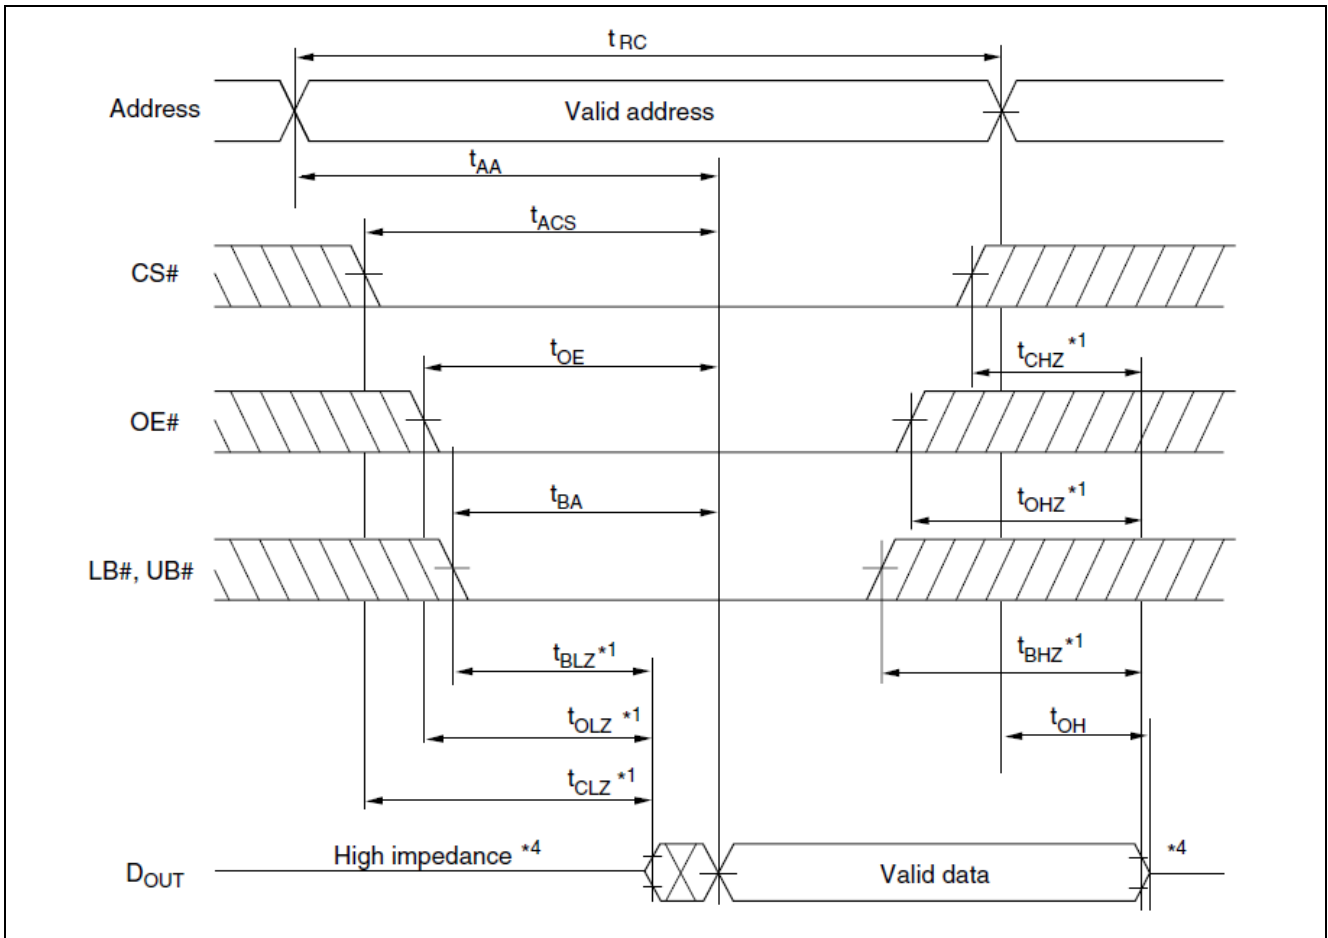 tRC
Address
Valid address
tAA
tACS
CS#
tOE
tCHZ *1
OE#
tBA
tOHZ *1
LB#, UB#
tBLZ *1
tBHZ *1
tOLZ *1
tOH
tCLZ *1
High impedance *4
*4
DOUT
Valid data